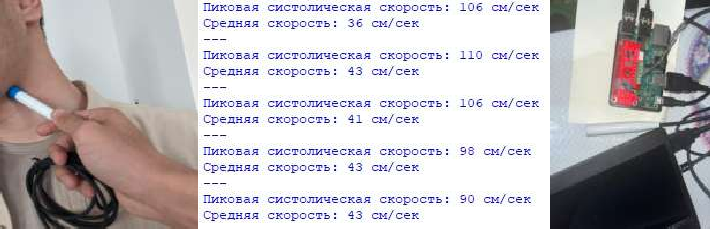 Пиковая систолическая скорость: 106 см/сек
Средняя скорость: 36 см/сек
---
Пиковая систолическая скорость: 110 см/сек
Средняя скорость: 43 см/сек
---
Пиковая систолическая скорость: 106 см/сек
Средняя скорость: 41 см/сек
---
Пиковая систолическая скорость: 98 см/сек
Средняя скорость: 43 см/сек
---
Пиковая систолическая скорость: 90 см/сек
Средняя скорость: 43 см/сек